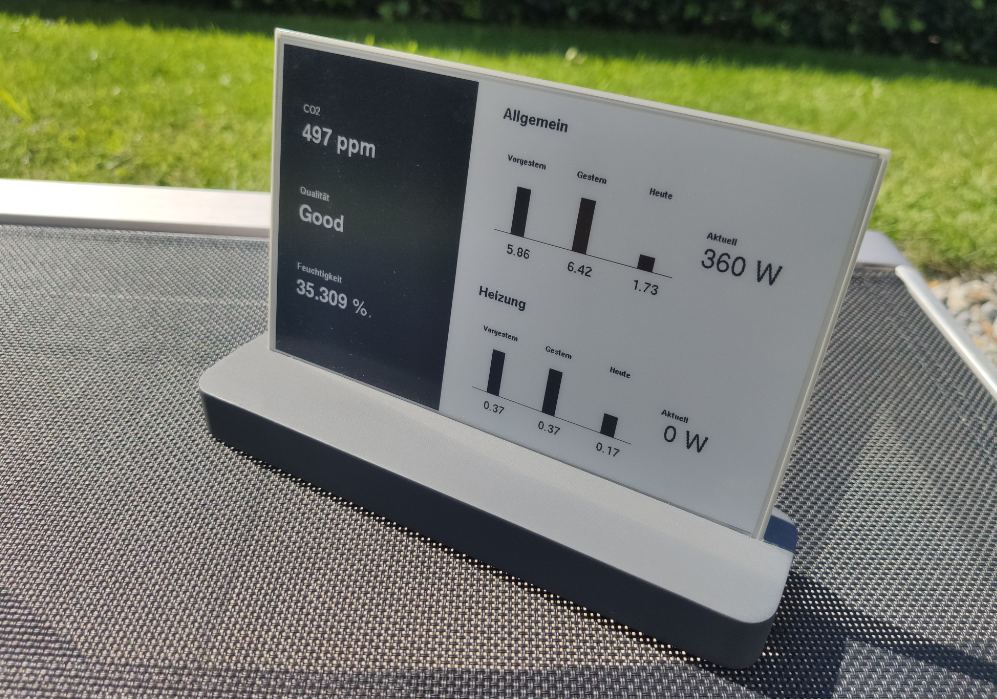 CO2
497 ppm
Qualität
Good
Feuchtigkeit
35.309 %.
Allgemein
Vorgestern Gestern Heute
5.86 6.42 1.73
Aktuell
360 W
Heizung
Vorgestern Gestern Heute
0.37 0.37 0.17
Aktuell
0 W